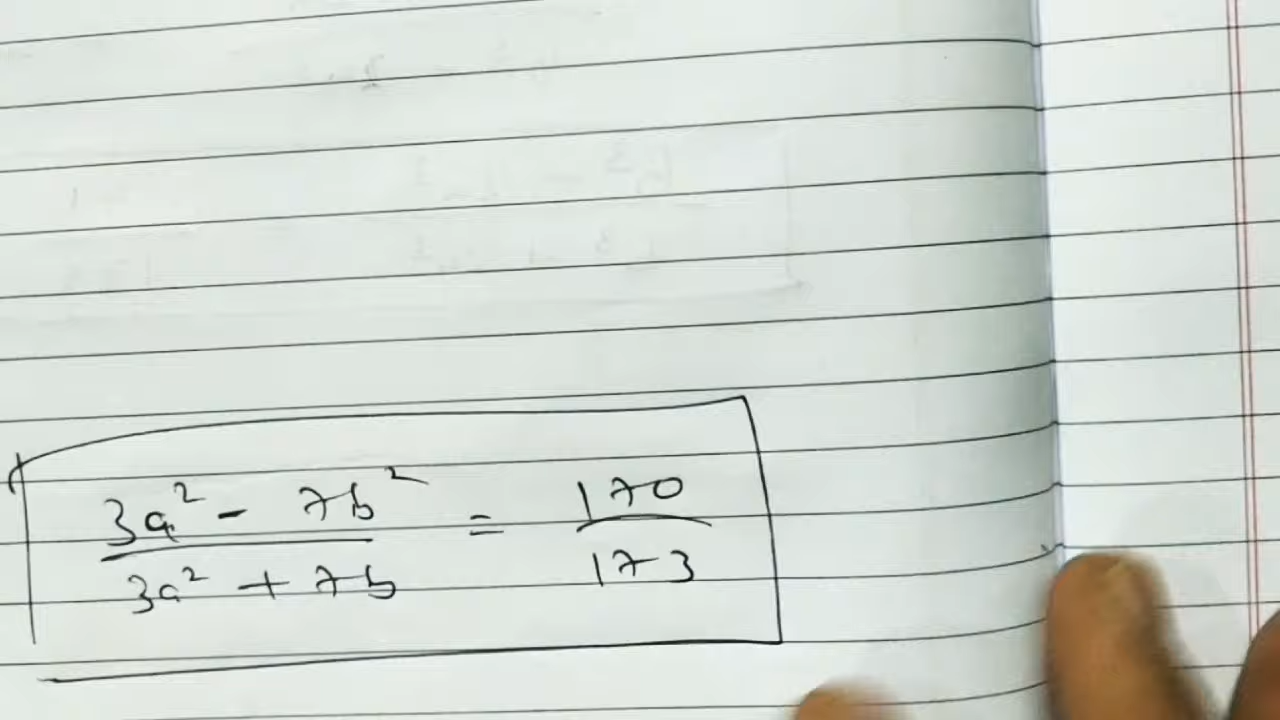 3a² - 7b² = 170
3a² + 7b 173